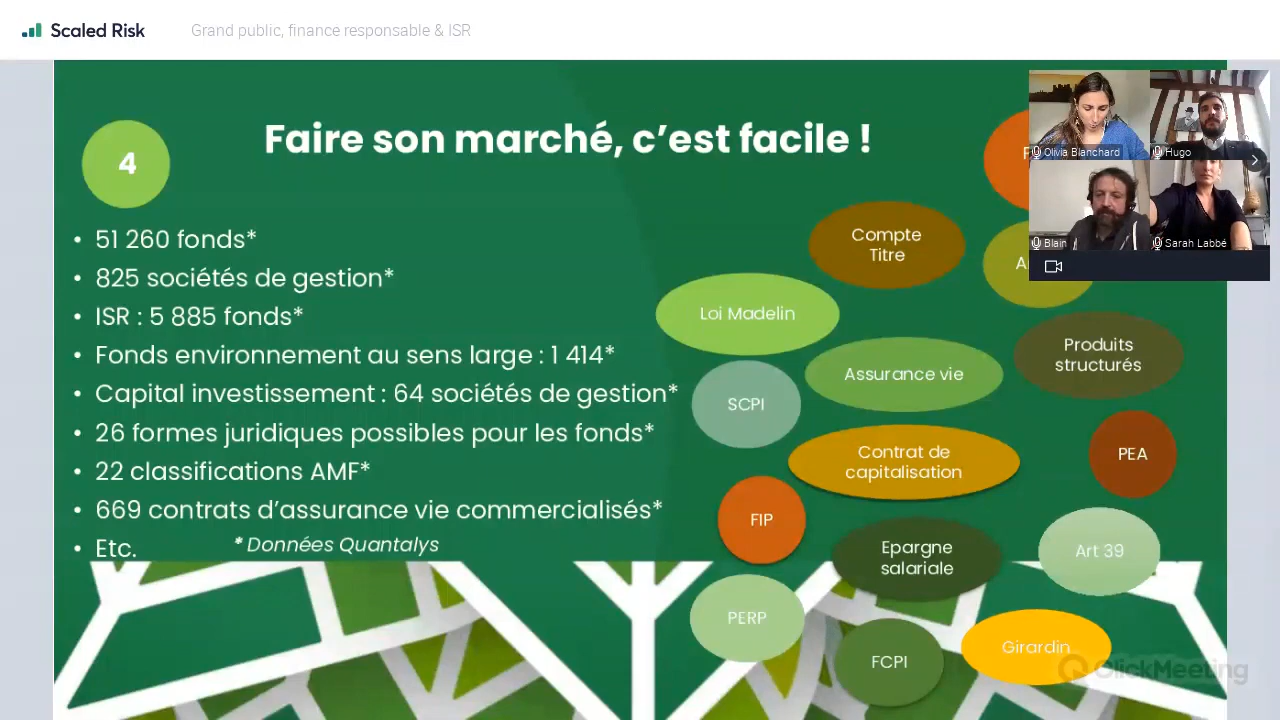 Scaled Risk
Grand public, finance responsable & ISR
4
Faire son marché, c’est facile !
• 51 260 fonds*
• 825 sociétés de gestion*
• ISR : 5 885 fonds*
• Fonds environnement au sens large : 1 414*
• Capital investissement : 64 sociétés de gestion*
• 26 formes juridiques possibles pour les fonds*
• 22 classifications AMF*
• 669 contrats d’assurance vie commercialisés*
• Etc.
* Données Quantalys
Compte
Titre
Loi Madelin
Produits
structurés
Assurance vie
SCPI
Contrat de
capitalisation
PEA
FIP
Epargne
salariale
Art 39
PERP
FCPI
Girardin
Olivia Blanchard
Hugo
Blain
Sarah Labbé
ClickMeeting